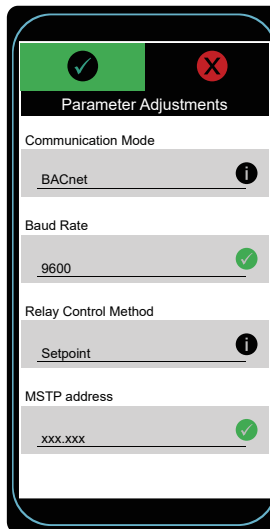 Parameter Adjustments
Communication Mode
BACnet
Baud Rate
9600
Relay Control Method
Setpoint
MSTP address
xxx.xxx